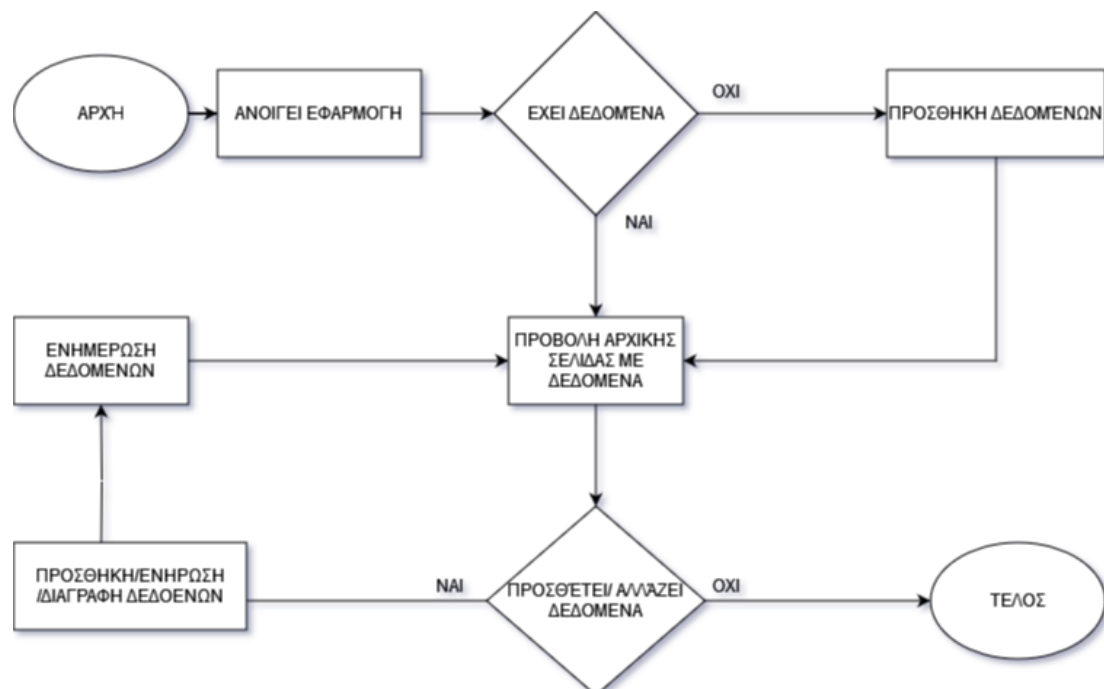 ΑΡΧΉ
ΑΝΟΙΓΕΙ ΕΦΑΡΜΟΓΗ
ΕΧΕΙ ΔΕΔΟΜΈΝΑ
ΟΧΙ
ΠΡΟΣΘΗΚΗ ΔΕΔΟΜΈΝΩΝ
ΝΑΙ
ΕΝΗΜΕΡΩΣΗ
ΔΕΔΟΜΕΝΩΝ
ΠΡΟΒΟΛΗ ΑΡΧΙΚΗΣ
ΣΕΛΙΔΑΣ ΜΕ
ΔΕΔΟΜΕΝΑ
ΠΡΟΣΘΗΚΗ/ΕΝΗΡΩΣΗ
/ΔΙΑΓΡΑΦΗ ΔΕΔΟΕΝΩΝ
ΝΑΙ
ΠΡΟΣΘΈΤΕΙ/ ΑΛΛΆΖΕΙ
ΔΕΔΟΜΕΝΑ
ΟΧΙ
ΤΕΛΟΣ